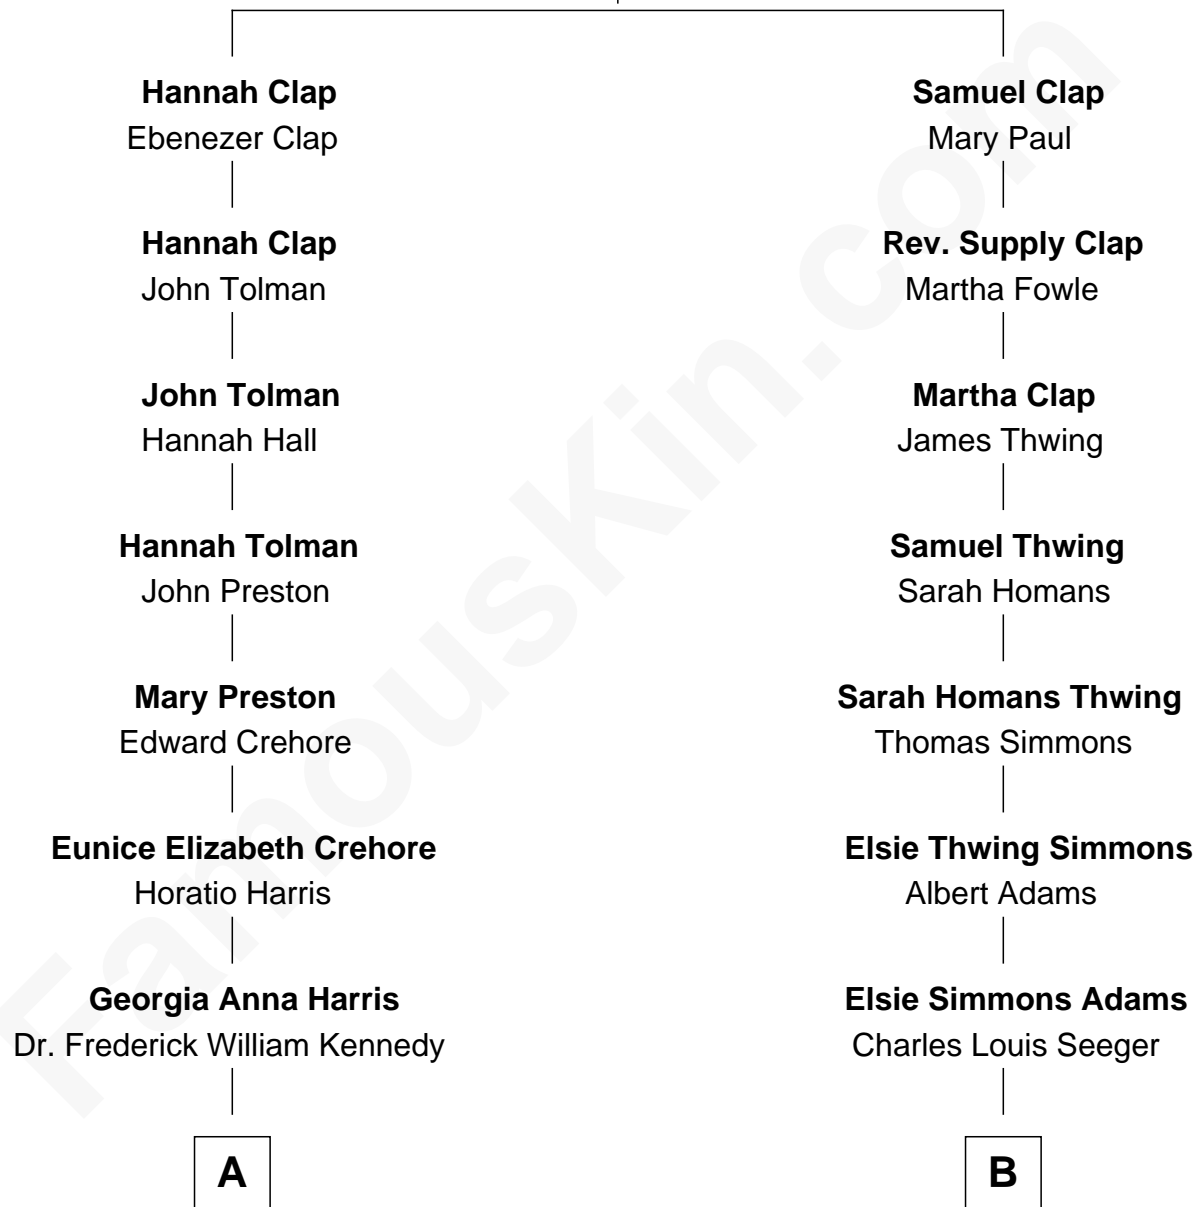 Hannah Clap
Ebenezer Clap
Hannah Clap
John Tolman
John Tolman
Hannah Hall
Hannah Tolman
John Preston
Mary Preston
Edward Crehore
Eunice Elizabeth Crehore
Horatio Harris
Georgia Anna Harris
Dr. Frederick William Kennedy
A
Samuel Clap
Mary Paul
Rev. Supply Clap
Martha Fowle
Martha Clap
James Thwing
Samuel Thwing
Sarah Homans
Sarah Homans Thwing
Thomas Simmons
Elsie Thwing Simmons
Albert Adams
Elsie Simmons Adams
Charles Louis Seeger
B
FamousKin.com